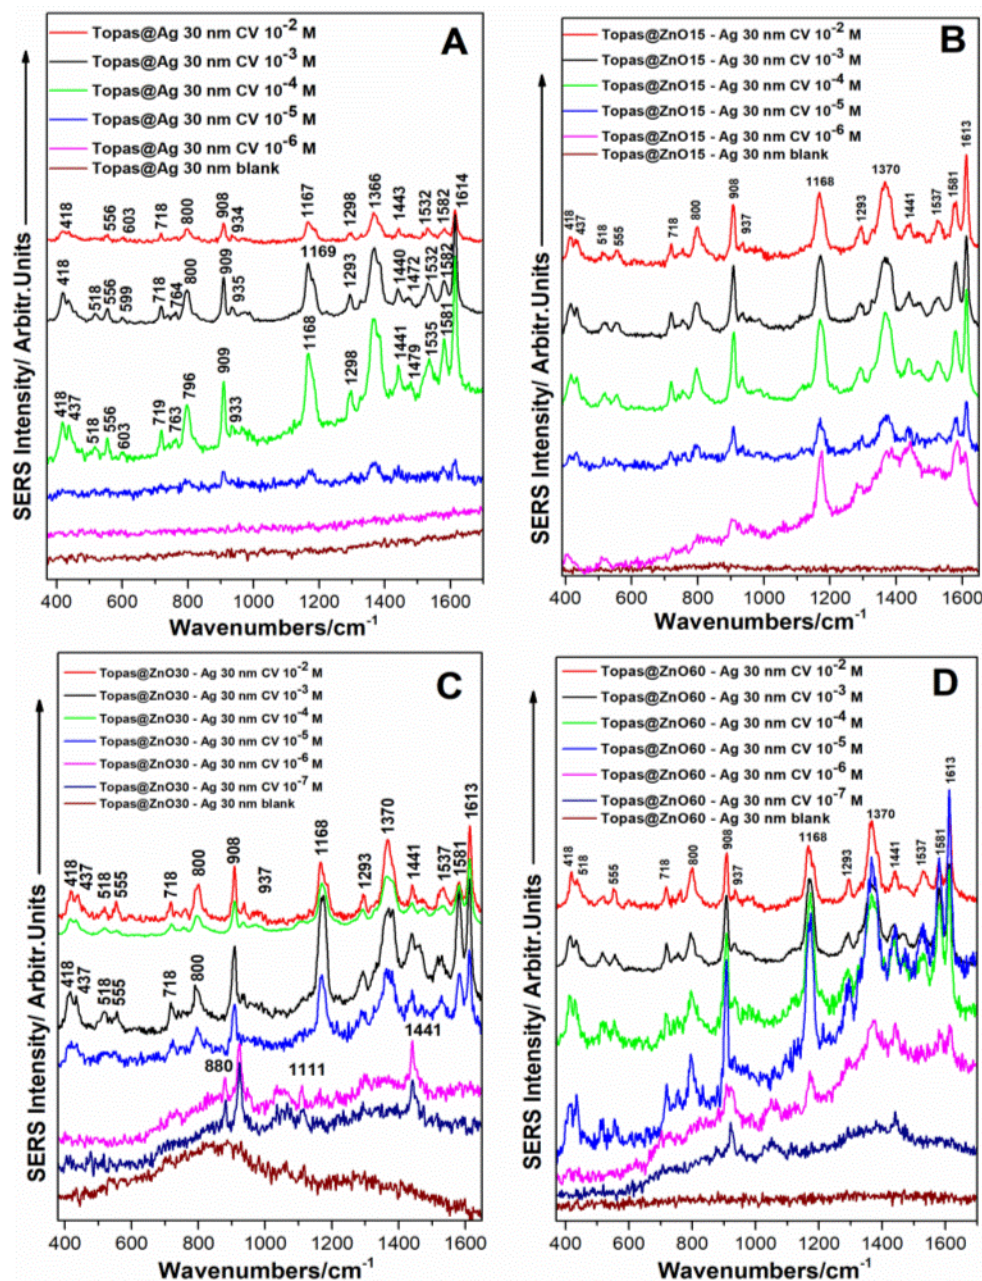 A
Topas@Ag 30 nm CV 10⁻² M
Topas@Ag 30 nm CV 10⁻³ M
Topas@Ag 30 nm CV 10⁻⁴ M
Topas@Ag 30 nm CV 10⁻⁵ M
Topas@Ag 30 nm CV 10⁻⁶ M
Topas@Ag 30 nm blank
418 556 603 718 800 908 934 1167 1298 1366 1443 1532 1582 1614
418 518 556 599 718 764 800 909 935 1169 1293 1440 1472 1532 1582
418 437 518 556 603 719 763 796 909 933 1168 1298 1441 1479 1535 1581
SERS Intensity/ Arbitr.Units
400 600 800 1000 1200 1400 1600
Wavenumbers/cm⁻¹
B
Topas@ZnO15 - Ag 30 nm CV 10⁻² M
Topas@ZnO15 - Ag 30 nm CV 10⁻³ M
Topas@ZnO15 - Ag 30 nm CV 10⁻⁴ M
Topas@ZnO15 - Ag 30 nm CV 10⁻⁵ M
Topas@ZnO15 - Ag 30 nm CV 10⁻⁶ M
Topas@ZnO15 - Ag 30 nm blank
418 437 518 555 718 800 908 937 1168 1293 1370 1441 1537 1581 1613
SERS Intensity/ Arbitr.Units
400 600 800 1000 1200 1400 1600
Wavenumbers/cm⁻¹
C
Topas@ZnO30 - Ag 30 nm CV 10⁻² M
Topas@ZnO30 - Ag 30 nm CV 10⁻³ M
Topas@ZnO30 - Ag 30 nm CV 10⁻⁴ M
Topas@ZnO30 - Ag 30 nm CV 10⁻⁵ M
Topas@ZnO30 - Ag 30 nm CV 10⁻⁶ M
Topas@ZnO30 - Ag 30 nm CV 10⁻⁷ M
Topas@ZnO30 - Ag 30 nm blank
418 437 518 555 718 800 908 937 1168 1293 1370 1441 1537 1581 1613
418 437 518 555 718 800
880 1111 1441
SERS Intensity/ Arbitr.Units
400 600 800 1000 1200 1400 1600
Wavenumbers/cm⁻¹
D
Topas@ZnO60 - Ag 30 nm CV 10⁻² M
Topas@ZnO60 - Ag 30 nm CV 10⁻³ M
Topas@ZnO60 - Ag 30 nm CV 10⁻⁴ M
Topas@ZnO60 - Ag 30 nm CV 10⁻⁵ M
Topas@ZnO60 - Ag 30 nm CV 10⁻⁶ M
Topas@ZnO60 - Ag 30 nm CV 10⁻⁷ M
Topas@ZnO60 - Ag 30 nm blank
418 518 555 718 800 908 937 1168 1293 1370 1441 1537 1581 1613
SERS Intensity/ Arbitr.Units
400 600 800 1000 1200 1400 1600
Wavenumbers/cm⁻¹